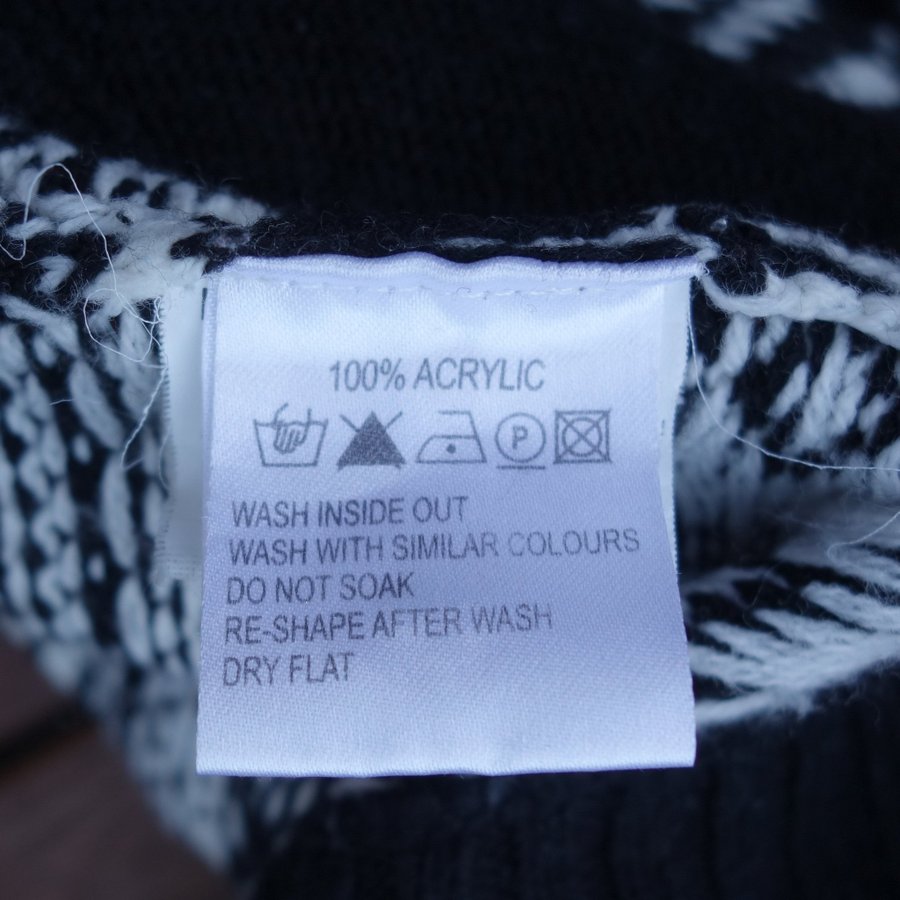 100% ACRYLIC
P
WASH INSIDE OUT
WASH WITH SIMILAR COLOURS
DO NOT SOAK
RE-SHAPE AFTER WASH
DRY FLAT